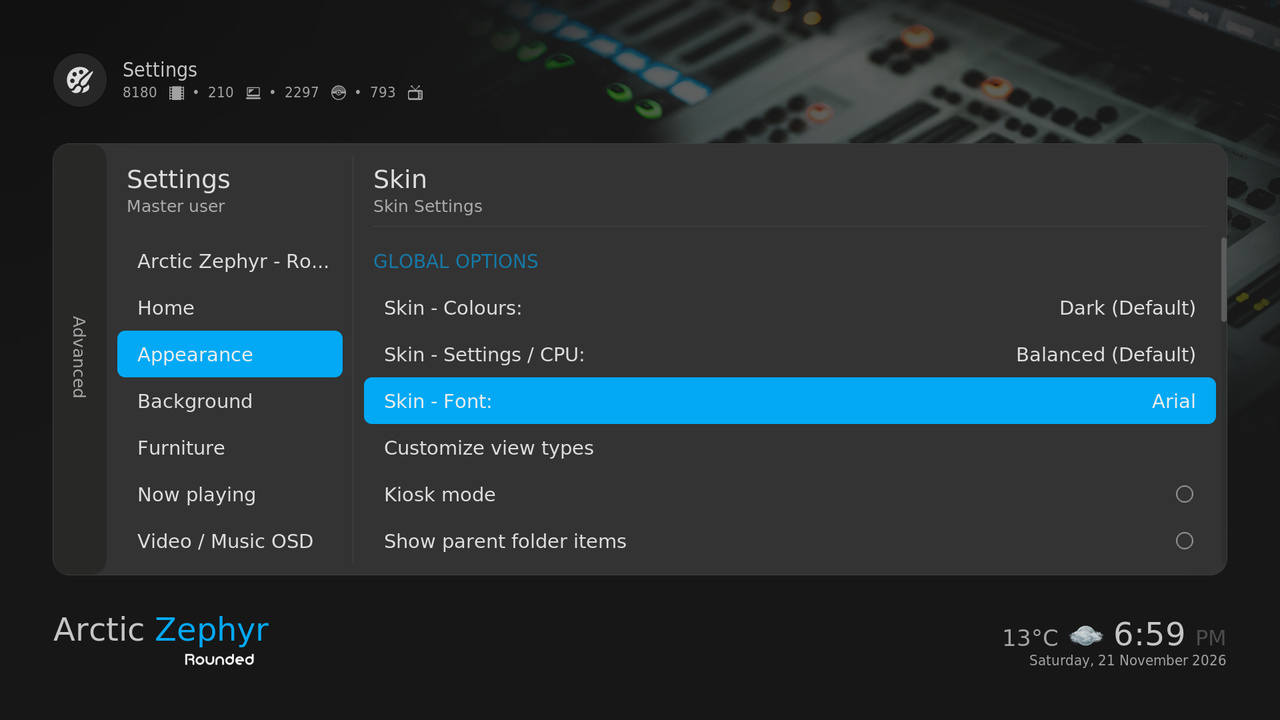 Settings
8180 • 210 • 2297 • 793
Advanced
Settings
Master user
Arctic Zephyr - Ro...
Home
Appearance
Background
Furniture
Now playing
Video / Music OSD
Skin
Skin Settings
GLOBAL OPTIONS
Skin - Colours: Dark (Default)
Skin - Settings / CPU: Balanced (Default)
Skin - Font: Arial
Customize view types
Kiosk mode
Show parent folder items
Arctic Zephyr
Rounded
13°C 6:59 PM
Saturday, 21 November 2026